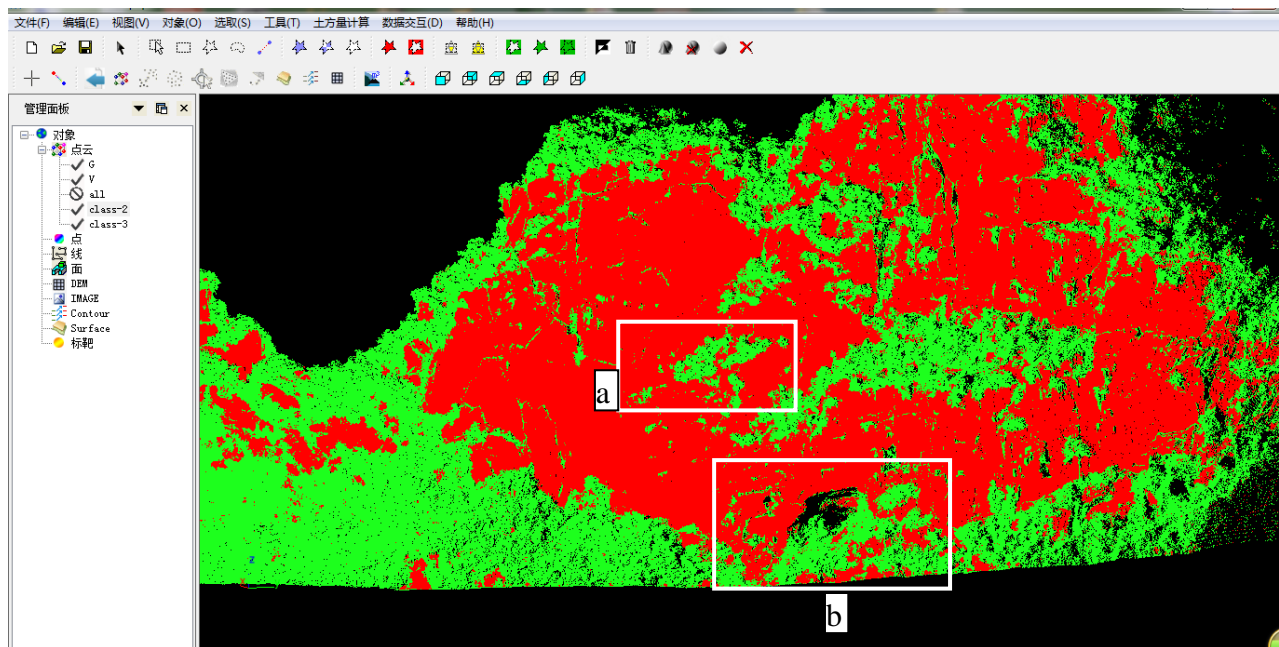 文件(F) 编辑(E) 视图(V) 对象(O) 选取(S) 工具(T) 土方量计算 数据交互(D) 帮助(H)
管理面板
对象
点云
G
V
all
class-2
class-3
点
线
面
DEM
IMAGE
Contour
Surface
标靶
a
b
z